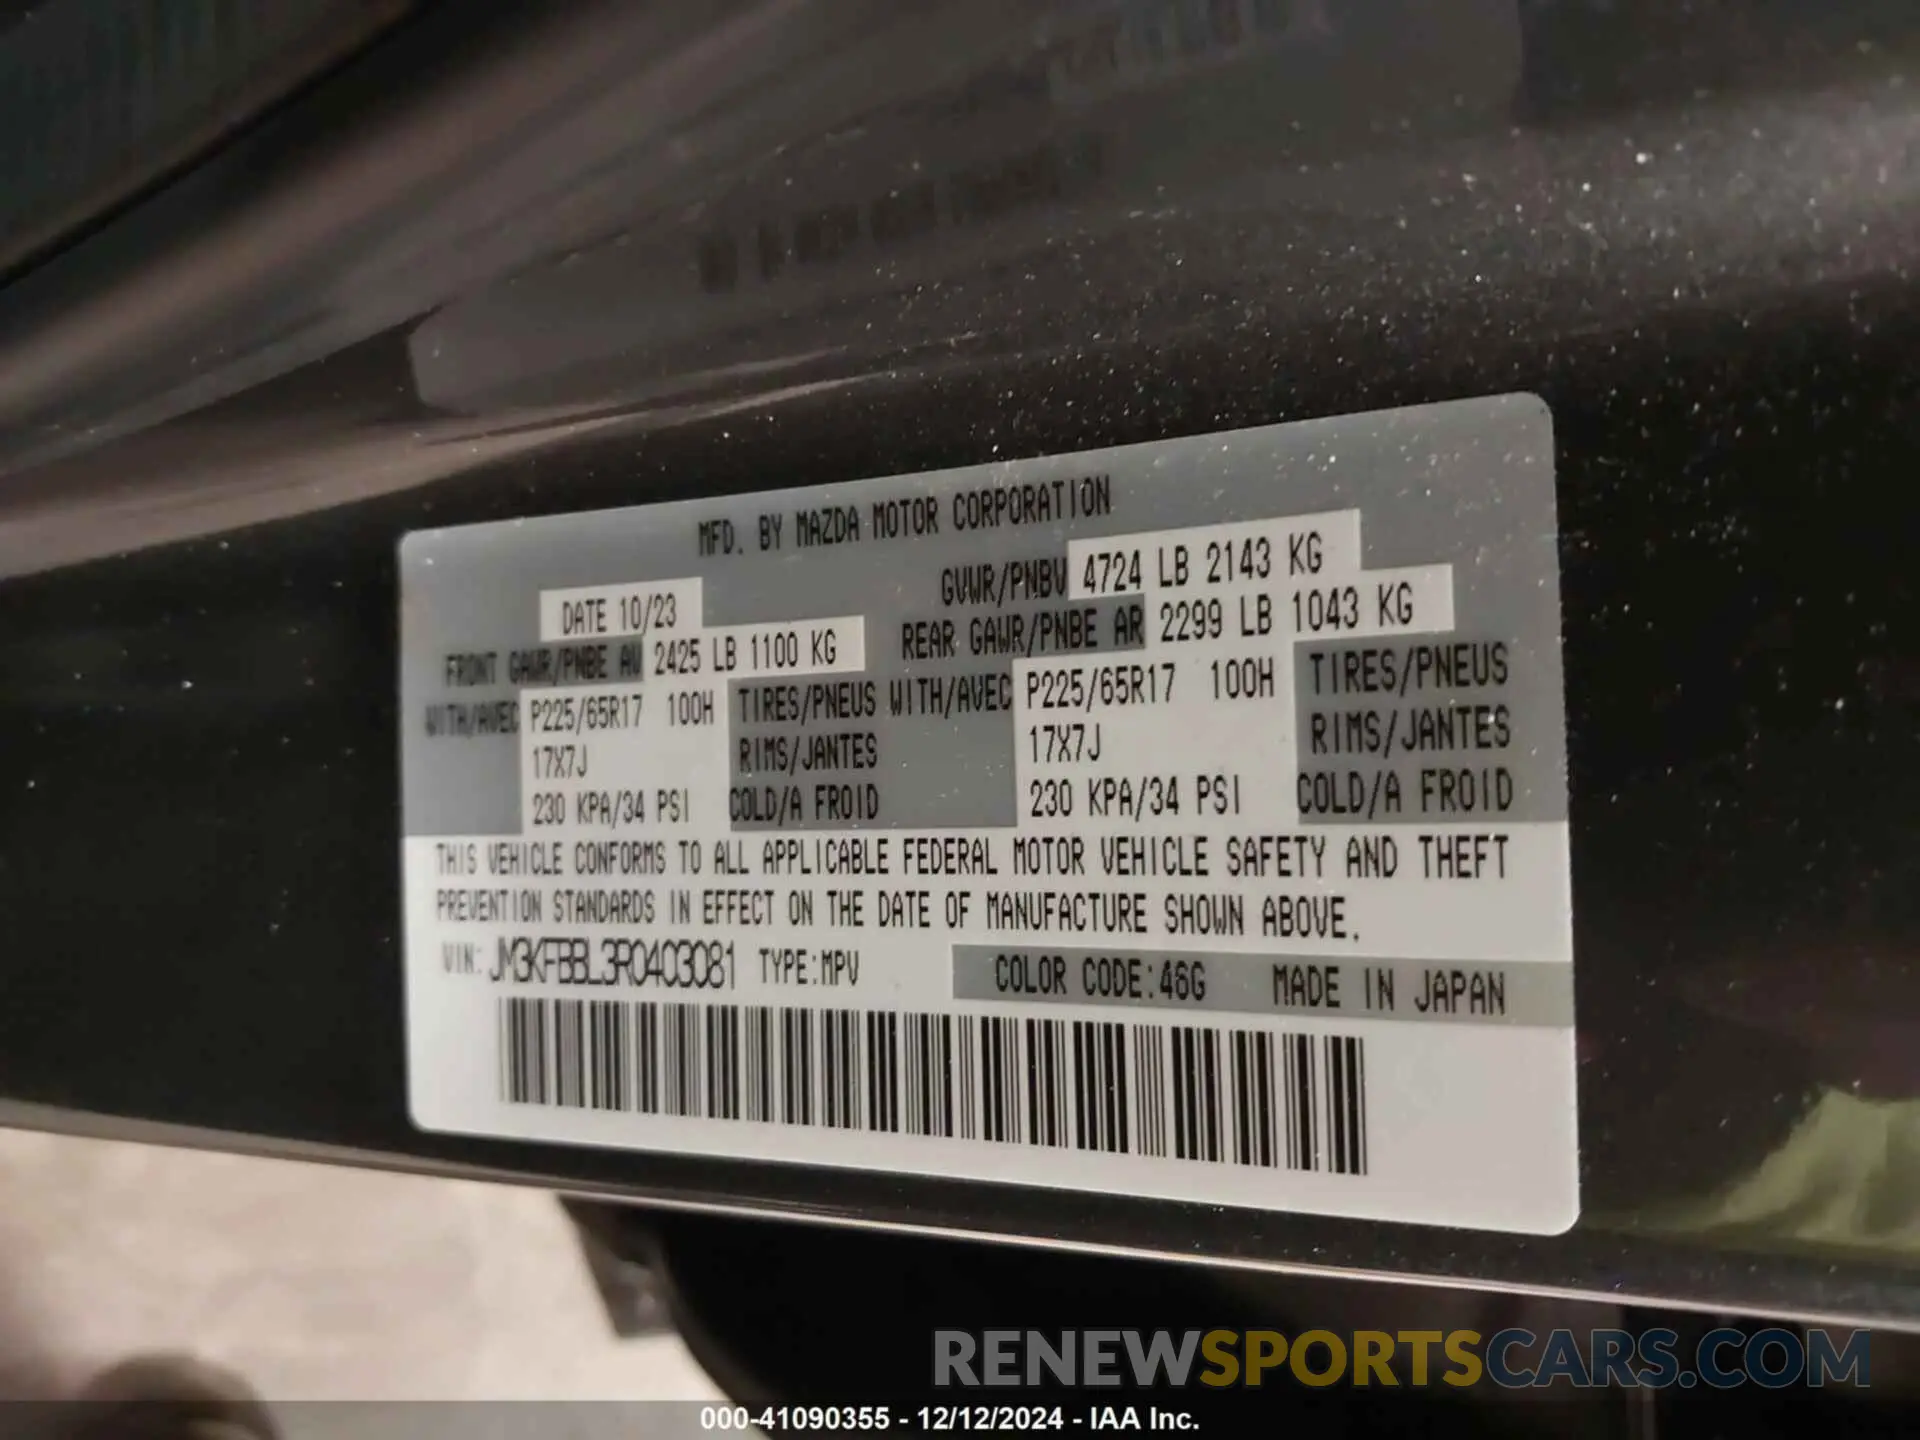 MFD. BY MAZDA MOTOR CORPORATION
DATE 10/23 GVWR/PNBV 4724 LB 2143 KG
FRONT GAWR/PNBE AV 2425 LB 1100 KG REAR GAWR/PNBE AR 2299 LB 1043 KG
WITH/AVEC P225/65R17 100H TIRES/PNEUS WITH/AVEC P225/65R17 100H TIRES/PNEUS
17X7J RIMS/JANTES 17X7J RIMS/JANTES
230 KPA/34 PSI COLD/A FROID 230 KPA/34 PSI COLD/A FROID
THIS VEHICLE CONFORMS TO ALL APPLICABLE FEDERAL MOTOR VEHICLE SAFETY AND THEFT
PREVENTION STANDARDS IN EFFECT ON THE DATE OF MANUFACTURE SHOWN ABOVE.
VIN: JM3KFBBL3R0403081 TYPE:MPV COLOR CODE:46G MADE IN JAPAN
RENEWSPORTSCARS.COM
000-41090355 - 12/12/2024 - IAA Inc.